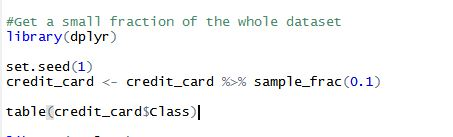 #Get a small fraction of the whole dataset
library(dplyr)
set.seed(1)
credit_card <- credit_card %>% sample_frac(0.1)
table(credit_card$Class)